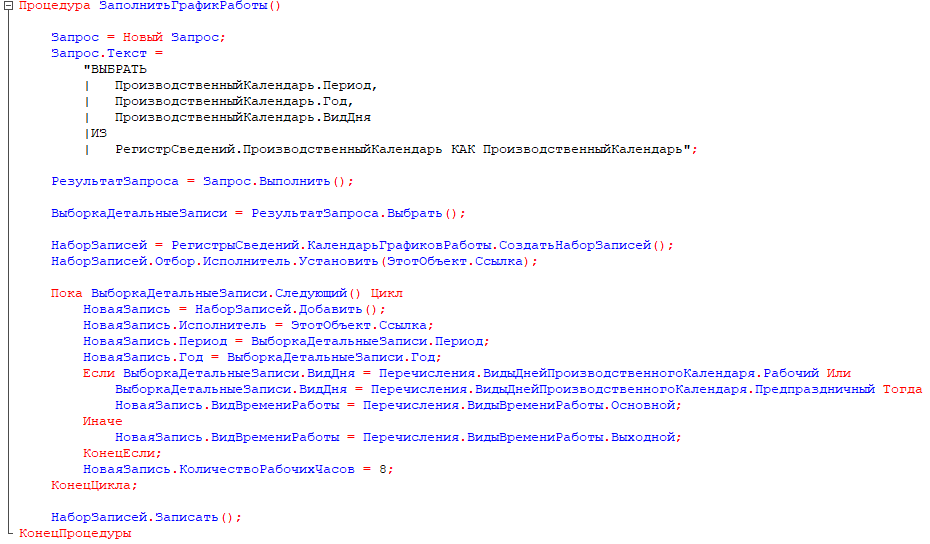 Процедура ЗаполнитьГрафикРаботы()
Запрос = Новый Запрос;
Запрос.Текст =
"ВЫБРАТЬ
| ПроизводственныйКалендарь.Период,
| ПроизводственныйКалендарь.Год,
| ПроизводственныйКалендарь.ВидДня
|ИЗ
| РегистрСведений.ПроизводственныйКалендарь КАК ПроизводственныйКалендарь";
РезультатЗапроса = Запрос.Выполнить();
ВыборкаДетальныеЗаписи = РезультатЗапроса.Выбрать();
НаборЗаписей = РегистрыСведений.КалендарьГрафиковРаботы.СоздатьНаборЗаписей();
НаборЗаписей.Отбор.Исполнитель.Установить(ЭтотОбъект.Ссылка);
Пока ВыборкаДетальныеЗаписи.Следующий() Цикл
НоваяЗапись = НаборЗаписей.Добавить();
НоваяЗапись.Исполнитель = ЭтотОбъект.Ссылка;
НоваяЗапись.Период = ВыборкаДетальныеЗаписи.Период;
НоваяЗапись.Год = ВыборкаДетальныеЗаписи.Год;
Если ВыборкаДетальныеЗаписи.ВидДня = Перечисления.ВидыДнейПроизводственногоКалендаря.Рабочий Или
ВыборкаДетальныеЗаписи.ВидДня = Перечисления.ВидыДнейПроизводственногоКалендаря.Предпраздничный Тогда
НоваяЗапись.ВидВремениРаботы = Перечисления.ВидыВремениРаботы.Основной;
Иначе
НоваяЗапись.ВидВремениРаботы = Перечисления.ВидыВремениРаботы.Выходной;
КонецЕсли;
НоваяЗапись.КоличествоРабочихЧасов = 8;
КонецЦикла;
НаборЗаписей.Записать();
КонецПроцедуры